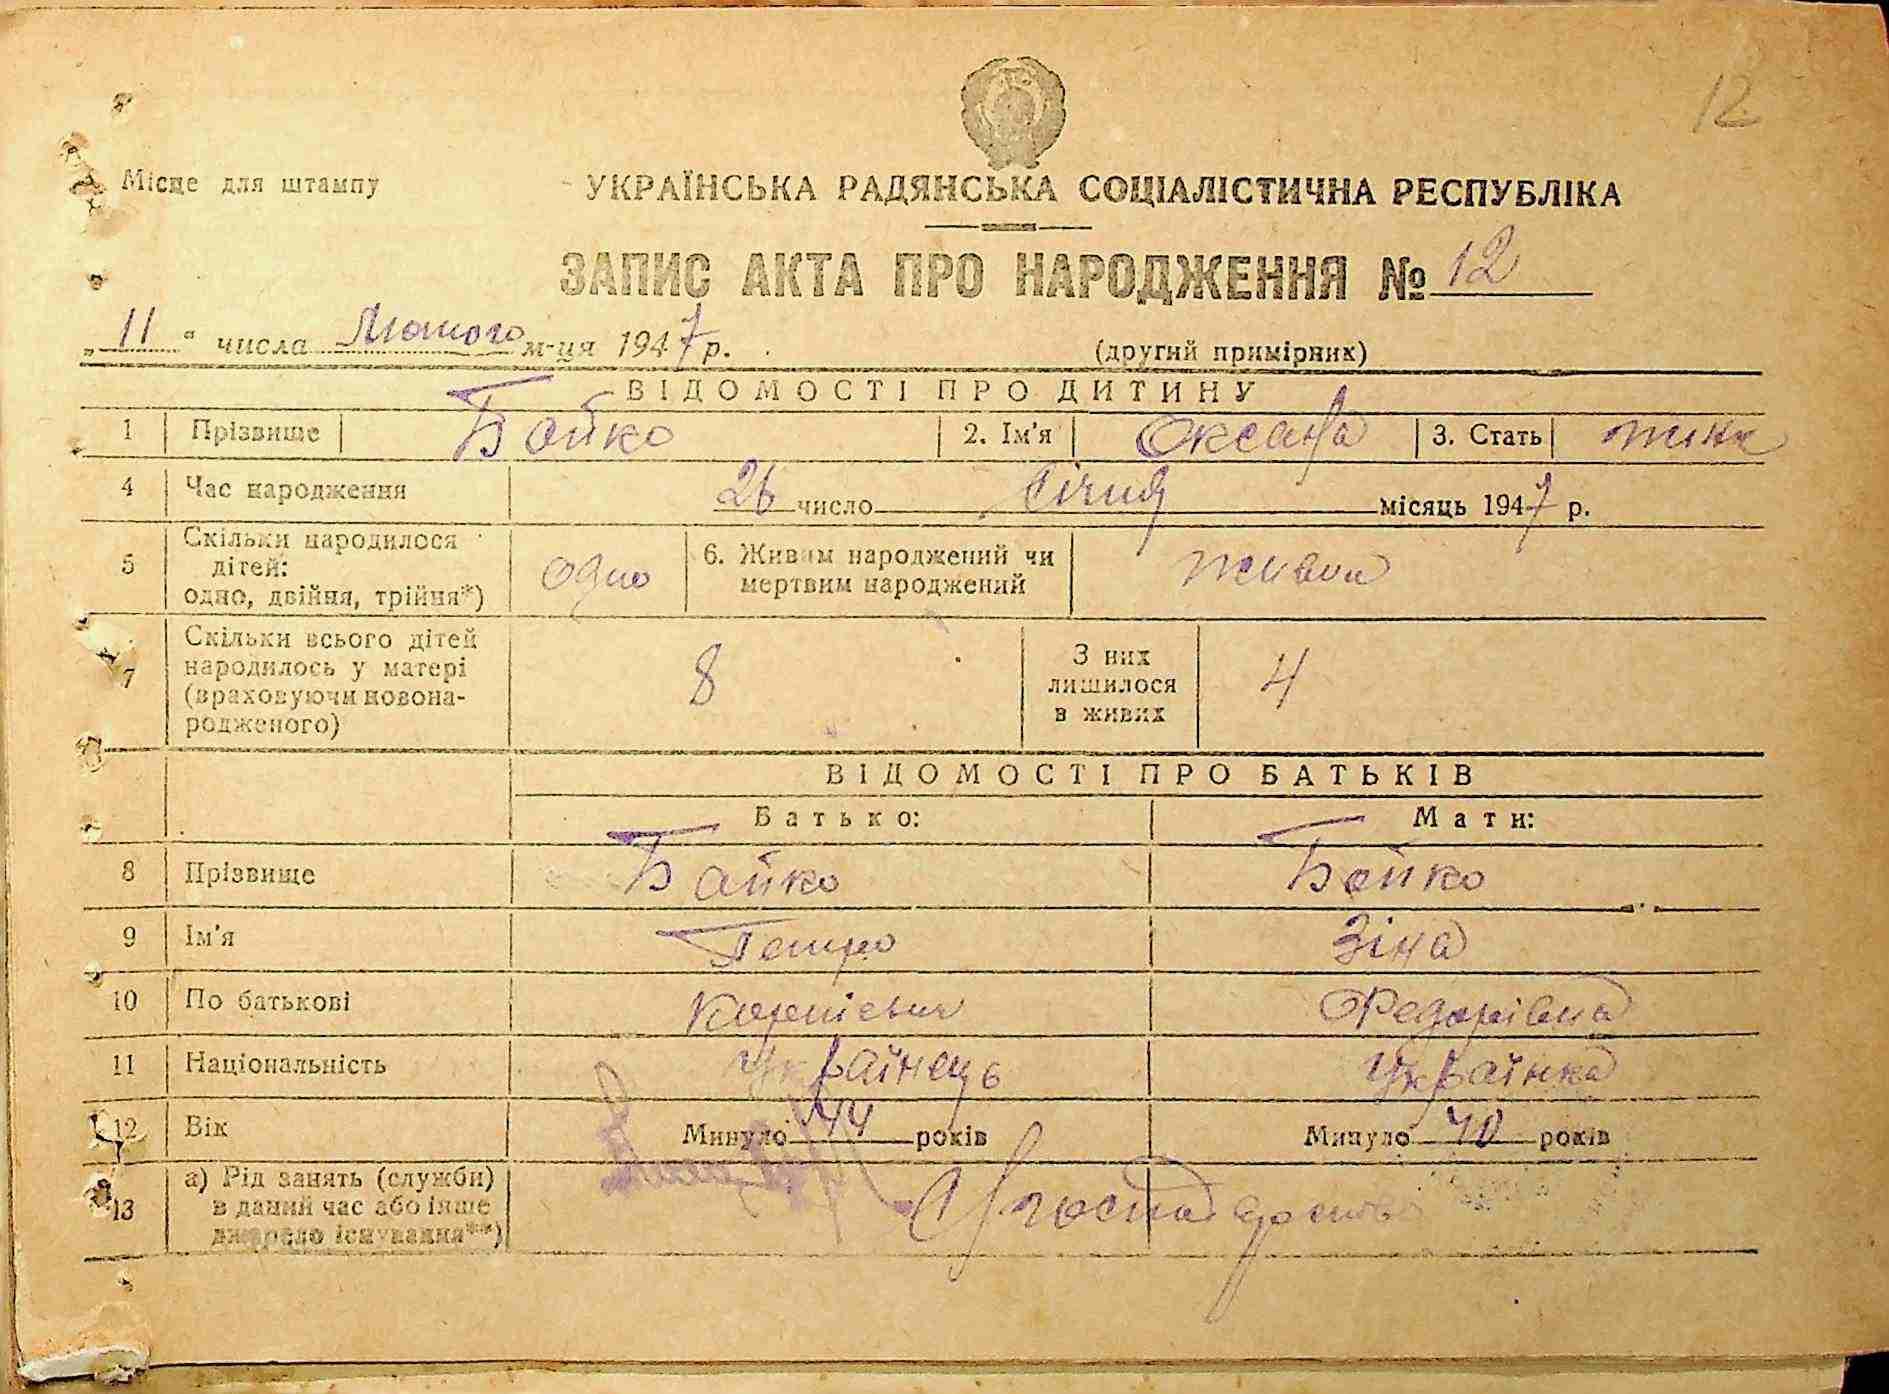 12
Місце для штампу
УКРАЇНСЬКА РАДЯНСЬКА СОЦІАЛІСТИЧНА РЕСПУБЛІКА
ЗАПИС АКТА ПРО НАРОДЖЕННЯ № 12
„11“ числа Лютого м-ця 1947 р.
(другий примірник)
ВІДОМОСТІ ПРО ДИТИНУ
1 Прізвище Бойко 2. Ім'я Оксана 3. Стать жінк
4 Час народження 26 число Січня місяць 1947 р.
5 Скільки народилося дітей: одно, двійня, трійня*) одно 6. Живим народжений чи мертвим народжений живим
7 Скільки всього дітей народилось у матері (враховуючи новонародженого) 8 З них лишилося в живих 4
ВІДОМОСТІ ПРО БАТЬКІВ
Батько: Мати:
8 Прізвище Бойко Бойко
9 Ім'я Петро Зіна
10 По батькові Карпієвич Федорівна
11 Національність Українець Українка
12 Вік Минуло 44 років Минуло 40 років
13 а) Рід занять (служби) в даний час або інше джерело існування**)